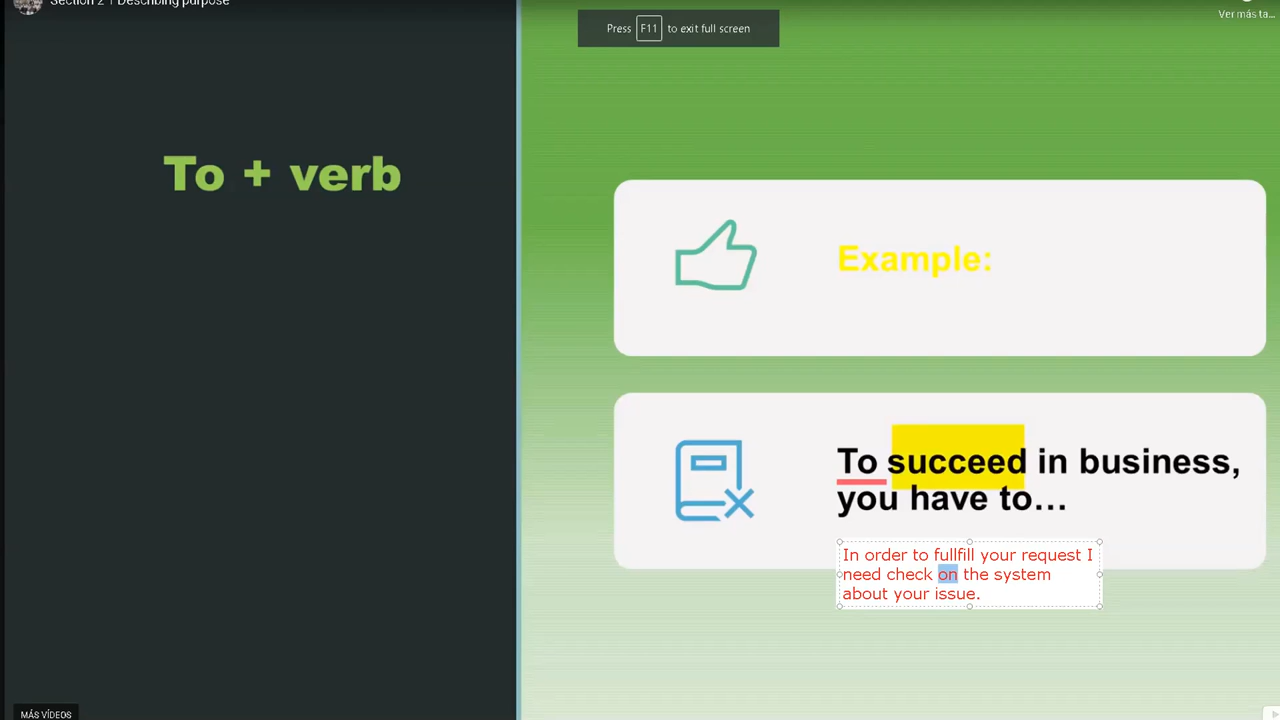 Section 2 1 Describing purpose
Press F11 to exit full screen
Ver más ta...
To + verb
Example:
To succeed in business,
you have to...
In order to fullfill your request I
need check on the system
about your issue.
MÁS VÍDEOS